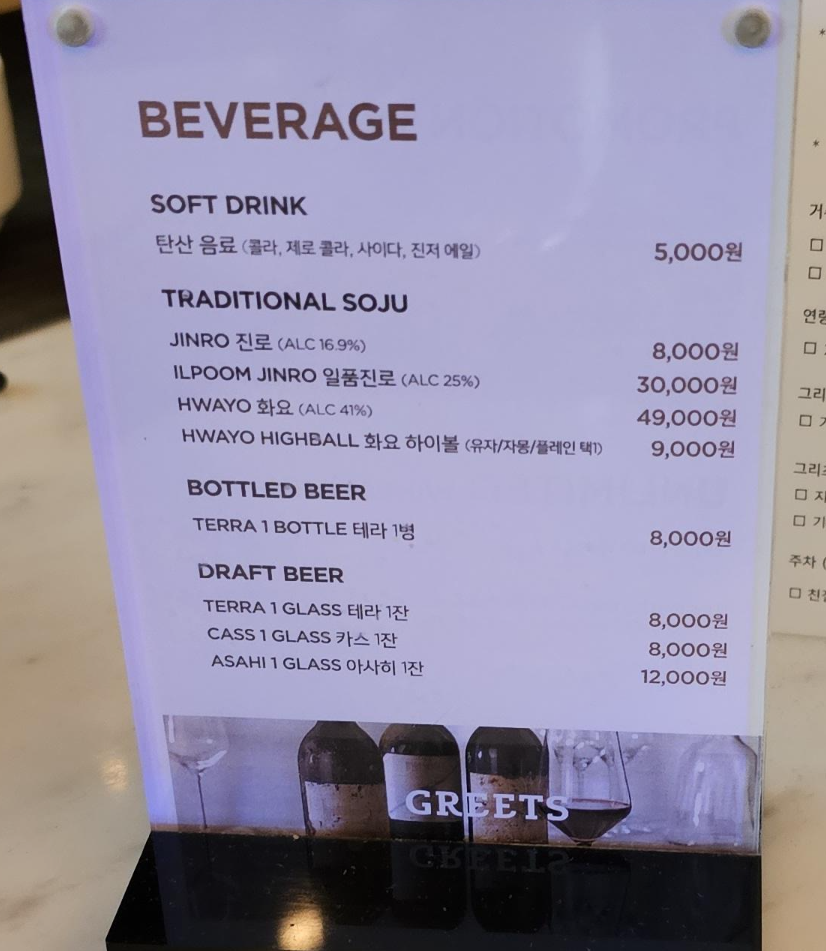 BEVERAGE
SOFT DRINK
탄산 음료 (콜라, 제로 콜라, 사이다, 진저 에일) 5,000원
TRADITIONAL SOJU
JINRO 진로 (ALC 16.9%) 8,000원
ILPOOM JINRO 일품진로 (ALC 25%) 30,000원
HWAYO 화요 (ALC 41%) 49,000원
HWAYO HIGHBALL 화요 하이볼 (유자/자몽/플레인 택1) 9,000원
BOTTLED BEER
TERRA 1 BOTTLE 테라 1병 8,000원
DRAFT BEER
TERRA 1 GLASS 테라 1잔 8,000원
CASS 1 GLASS 카스 1잔 8,000원
ASAHI 1 GLASS 아사히 1잔 12,000원
GREETS
주차